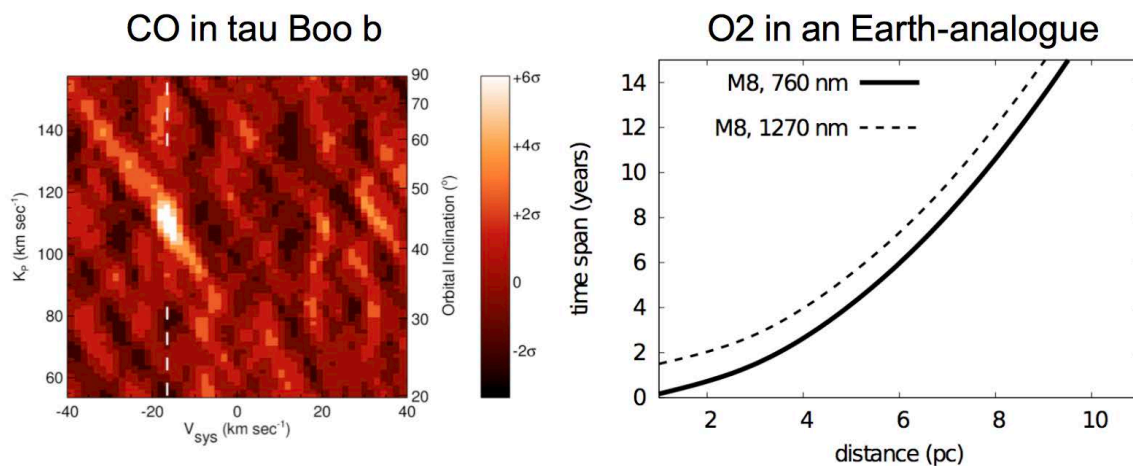 CO in tau Boo b
140
120
100
80
60
K_P (km sec⁻¹)
-40 -20 0 20 40
V_sys (km sec⁻¹)
90
70
60
50
40
30
20
Orbital Inclination (°)
+6σ
+2σ
0
-2σ
O2 in an Earth-analogue
M8, 760 nm
M8, 1270 nm
14
12
10
8
6
4
2
0
time span (years)
2 4 6 8 10
distance (pc)